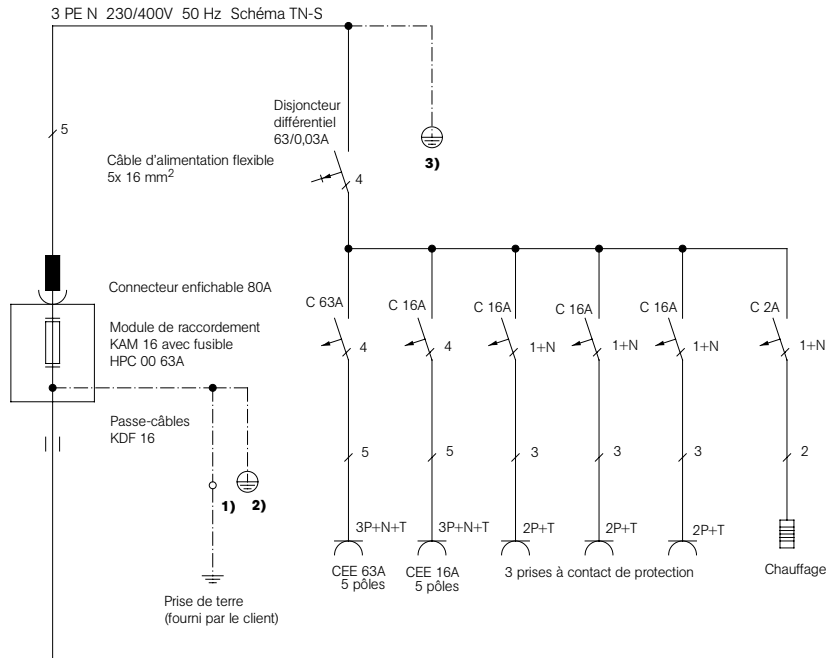 3 PE N 230/400V 50 Hz Schéma TN-S
Disjoncteur
différentiel
63/0,03A
5
Câble d'alimentation flexible
5x 16 mm²
4
3)
Connecteur enfichable 80A
C 63A
C 16A
C 16A
C 16A
C 16A
C 2A
Module de raccordement
KAM 16 avec fusible
HPC 00 63A
4
4
1+N
1+N
1+N
1+N
Passe-câbles
KDF 16
5
5
3
3
3
2
1)
2)
3P+N+T
3P+N+T
2P+T
2P+T
2P+T
CEE 63A
5 pôles
CEE 16A
5 pôles
3 prises à contact de protection
Chauffage
Prise de terre
(fourni par le client)